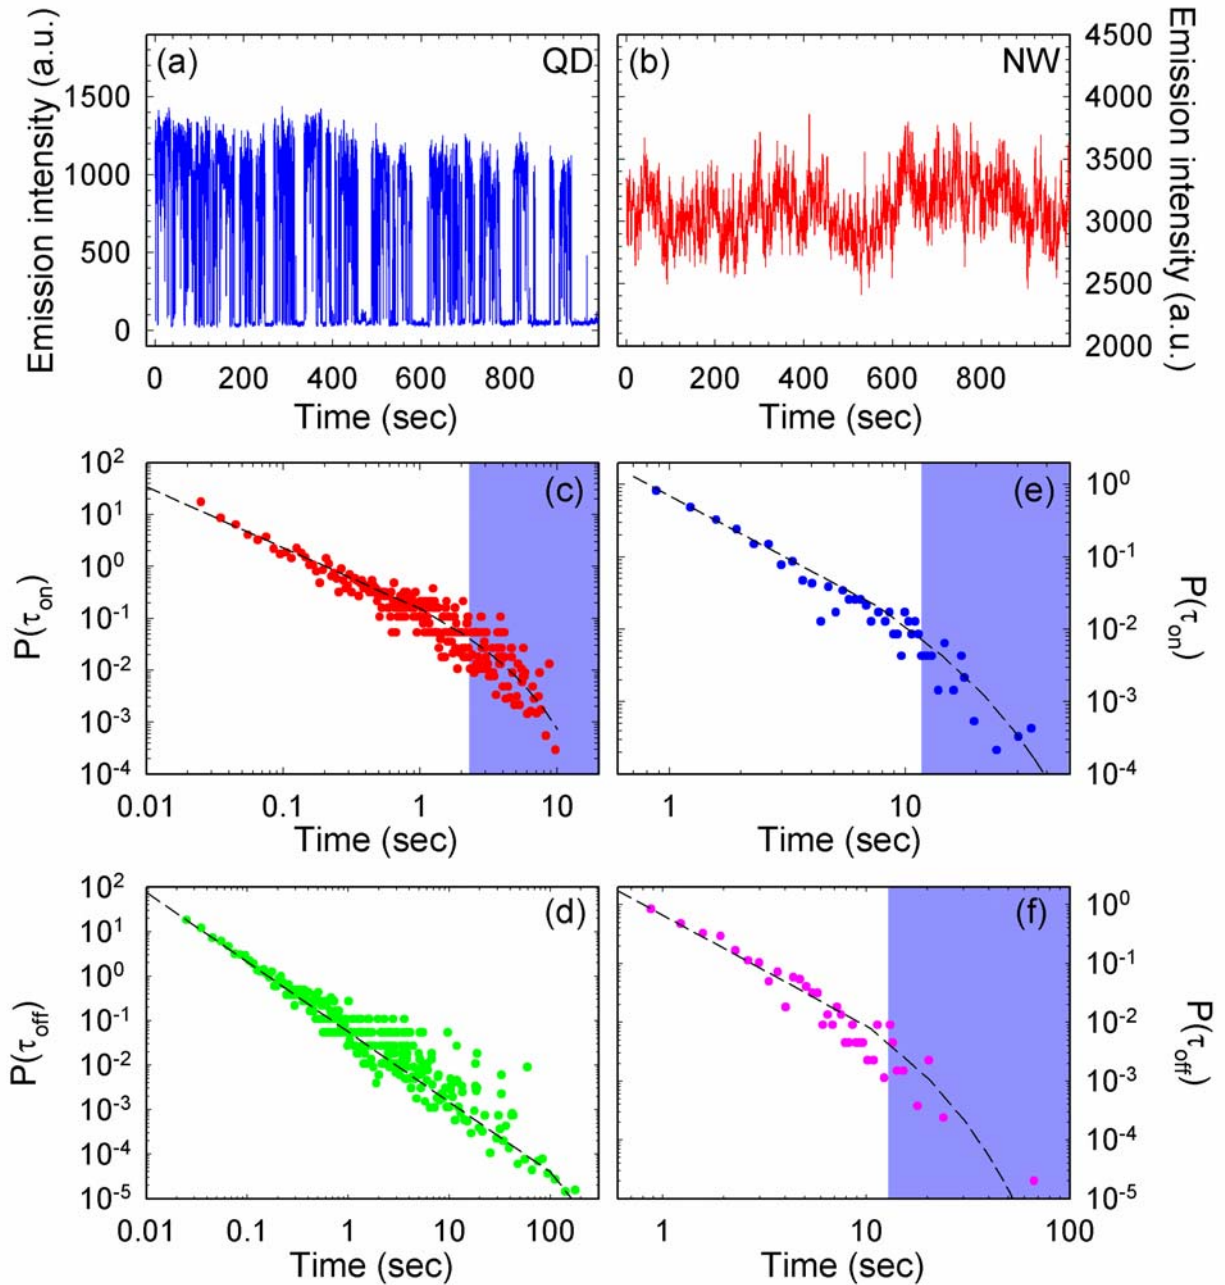 Emission intensity (a.u.)
(a)
QD
1500
1000
500
0
0 200 400 600 800
Time (sec)
(b)
NW
4500
4000
3500
3000
2500
2000
Emission intensity (a.u.)
0 200 400 600 800
Time (sec)
P(τon)
(c)
10²
10¹
10⁰
10⁻¹
10⁻²
10⁻³
10⁻⁴
0.01 0.1 1 10
Time (sec)
(e)
10⁰
10⁻¹
10⁻²
10⁻³
10⁻⁴
P(τon)
1 10
Time (sec)
P(τoff)
(d)
10²
10¹
10⁰
10⁻¹
10⁻²
10⁻³
10⁻⁴
10⁻⁵
0.01 0.1 1 10 100
Time (sec)
(f)
10⁰
10⁻¹
10⁻²
10⁻³
10⁻⁴
10⁻⁵
P(τoff)
1 10 100
Time (sec)